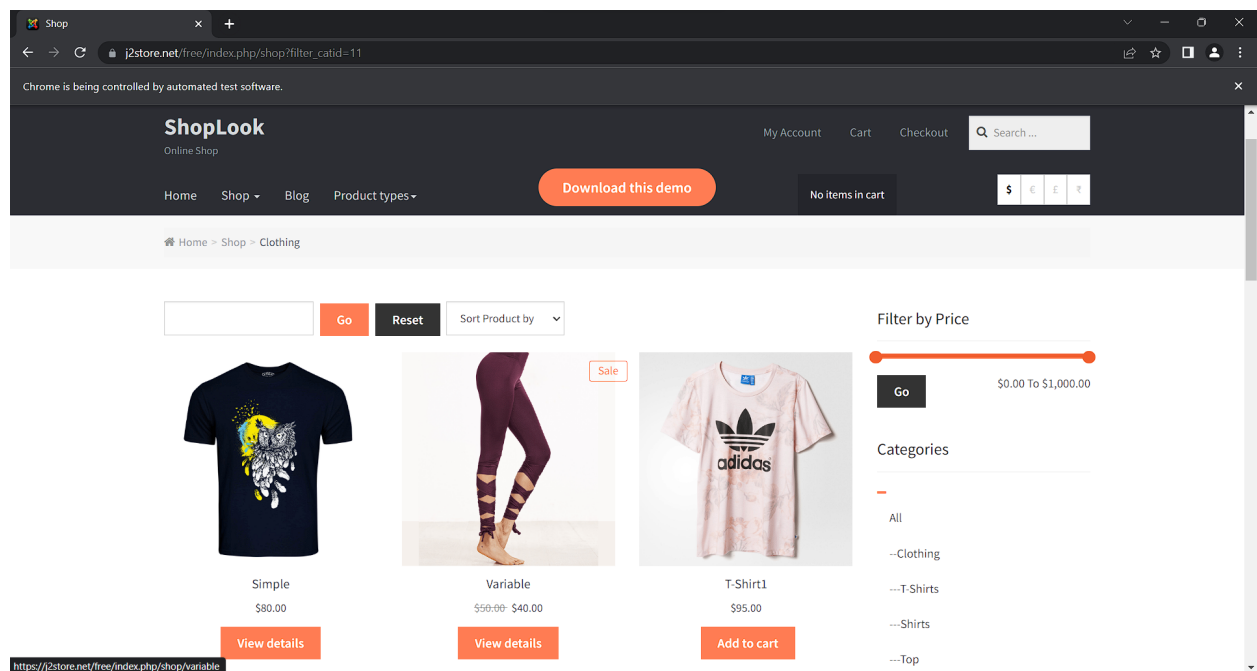 Shop
j2store.net/free/index.php/shop?filter_catid=11
Chrome is being controlled by automated test software.
ShopLook
Online Shop
My Account Cart Checkout Search ...
Home Shop Blog Product types Download this demo No items in cart $ € £ ₹
Home > Shop > Clothing
Go Reset Sort Product by
Filter by Price
Sale
$0.00 To $1,000.00
Go
adidas
Categories
All
--Clothing
---T-Shirts
---Shirts
---Top
Simple Variable T-Shirt1
$80.00 $50.00 $40.00 $95.00
View details View details Add to cart
https://j2store.net/free/index.php/shop/variable